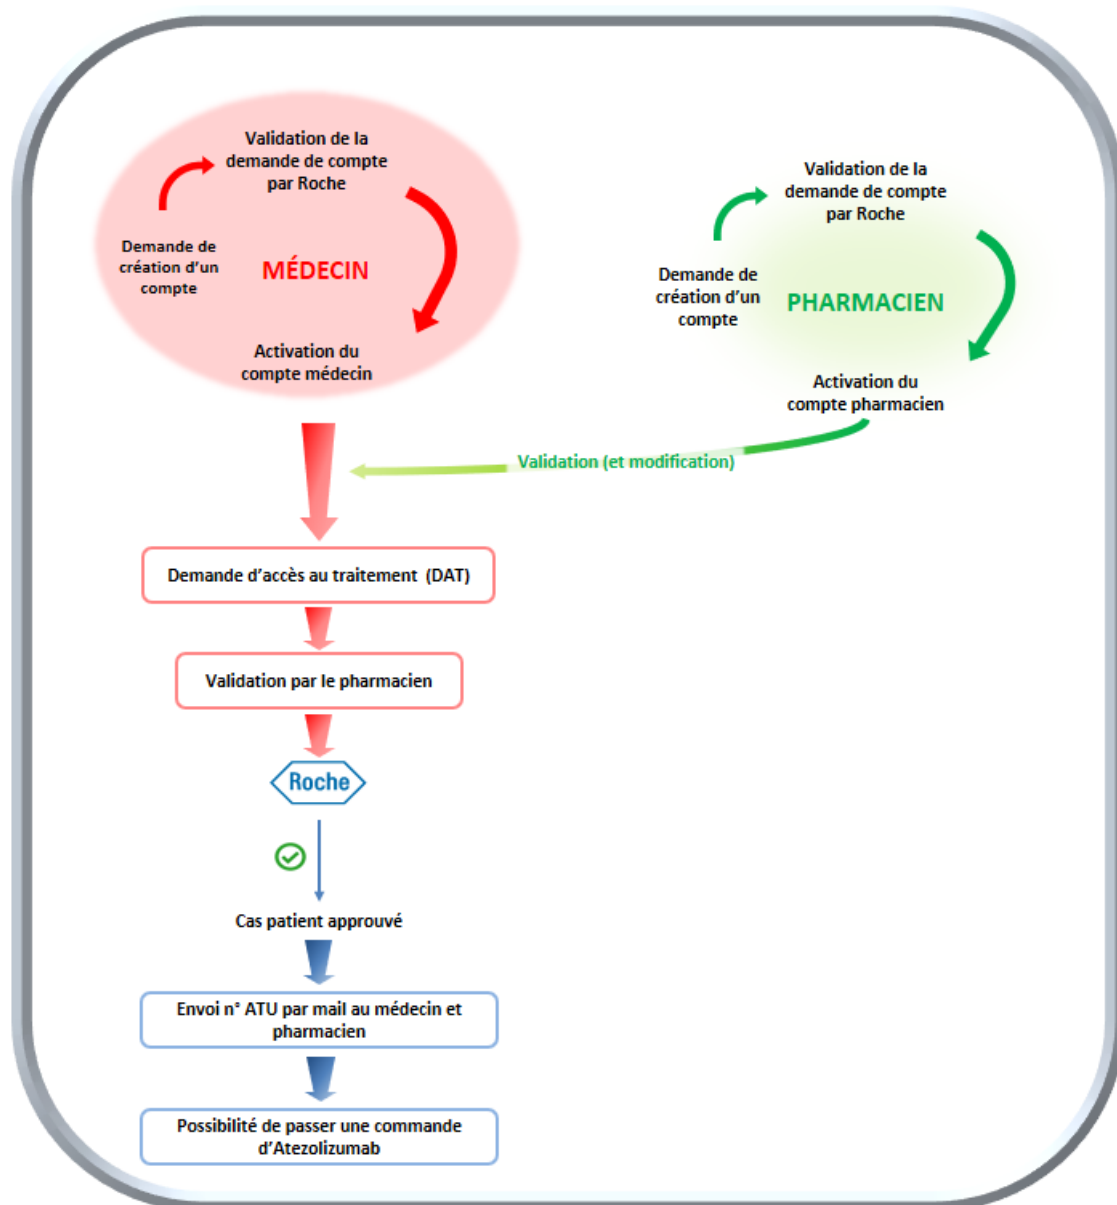 Validation de la
demande de compte
par Roche
Demande de
création d'un
compte
MÉDECIN
Activation du
compte médecin
Validation de la
demande de compte
par Roche
Demande de
création d'un
compte
PHARMACIEN
Activation du
compte pharmacien
Validation (et modification)
Demande d'accès au traitement (DAT)
Validation par le pharmacien
Roche
Cas patient approuvé
Envoi n° ATU par mail au médecin et
pharmacien
Possibilité de passer une commande
d'Atezolizumab